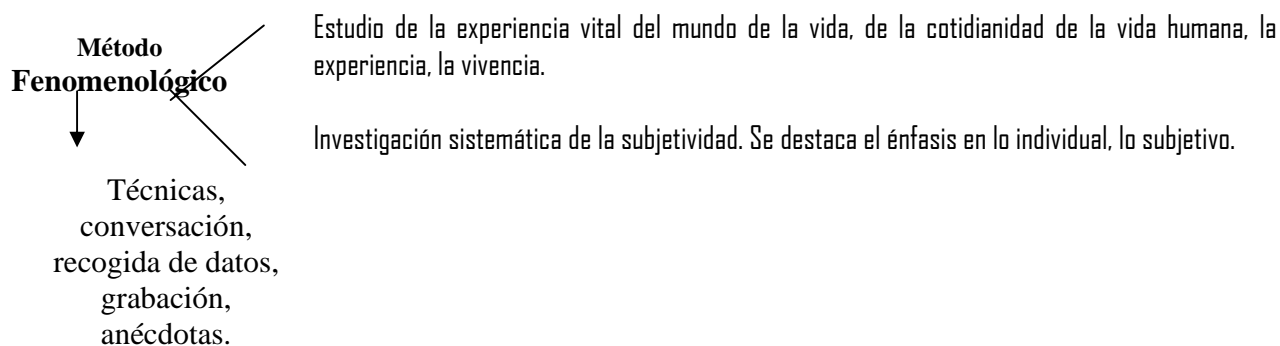 Método
Fenomenológico
Estudio de la experiencia vital del mundo de la vida, de la cotidianidad de la vida humana, la
experiencia, la vivencia.
Investigación sistemática de la subjetividad. Se destaca el énfasis en lo individual, lo subjetivo.
Técnicas,
conversación,
recogida de datos,
grabación,
anécdotas.